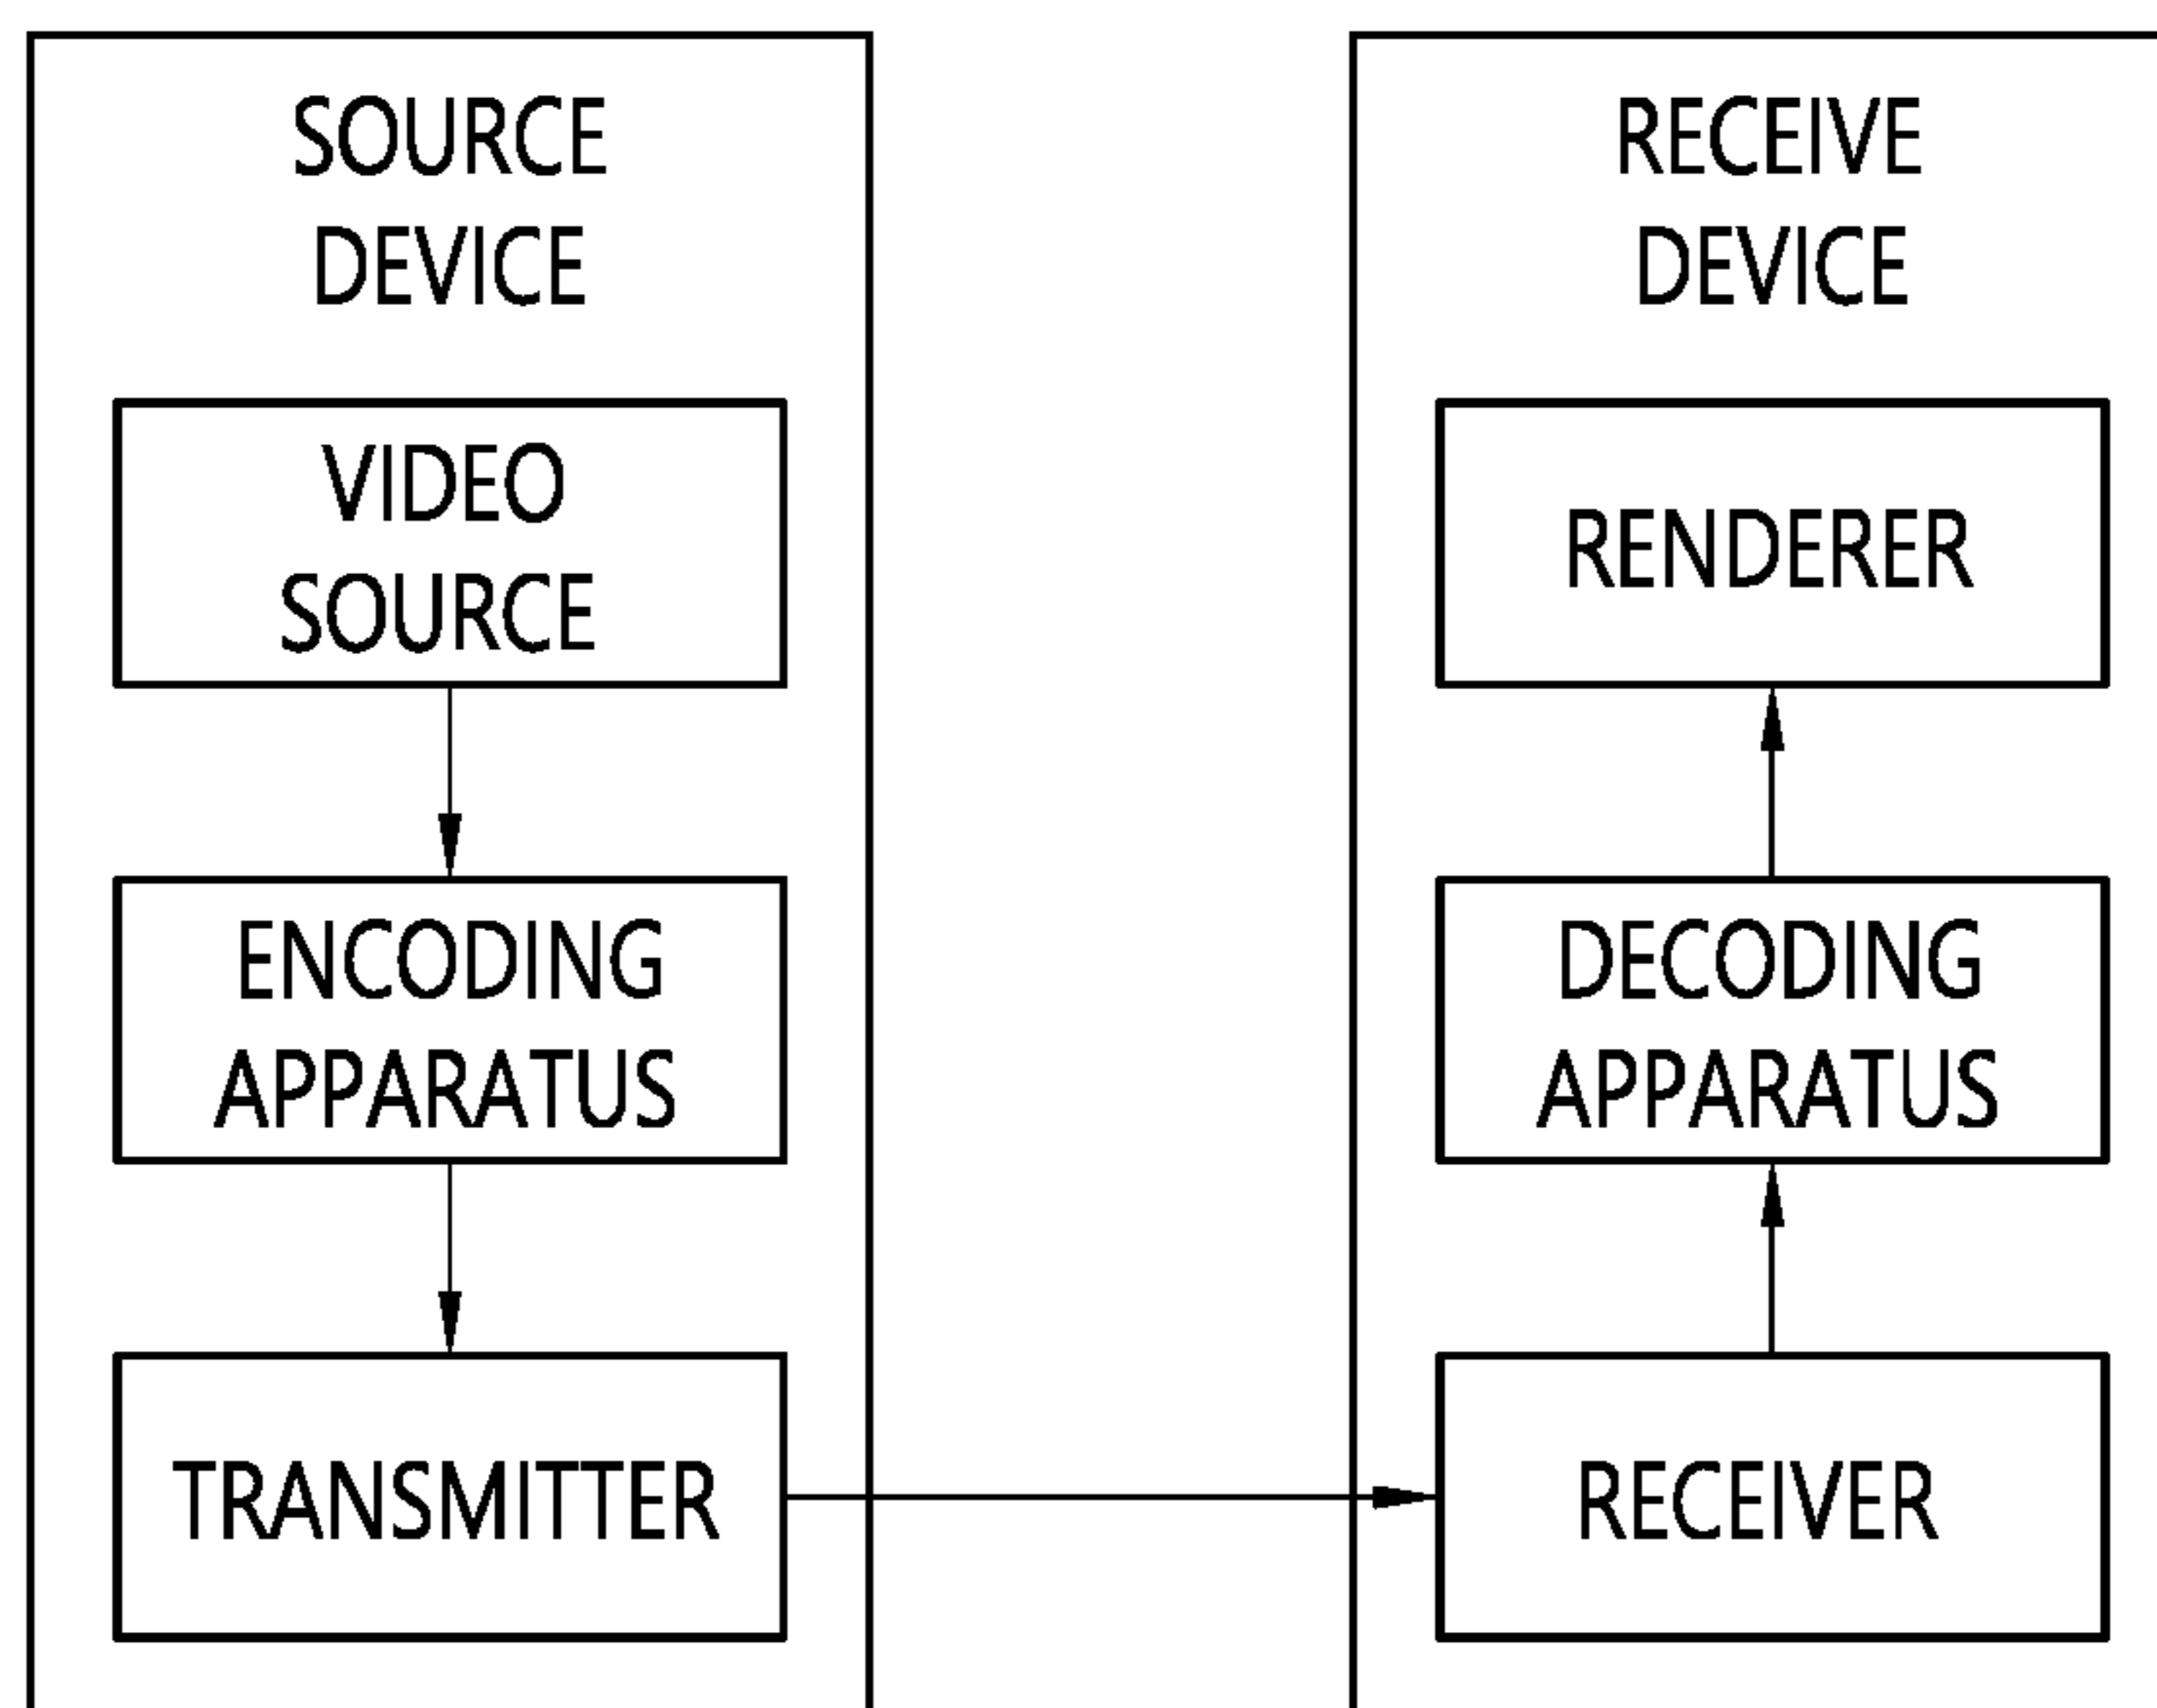 SOURCE
DEVICE
VIDEO
SOURCE
ENCODING
APPARATUS
TRANSMITTER
RECEIVE
DEVICE
RENDERER
DECODING
APPARATUS
RECEIVER